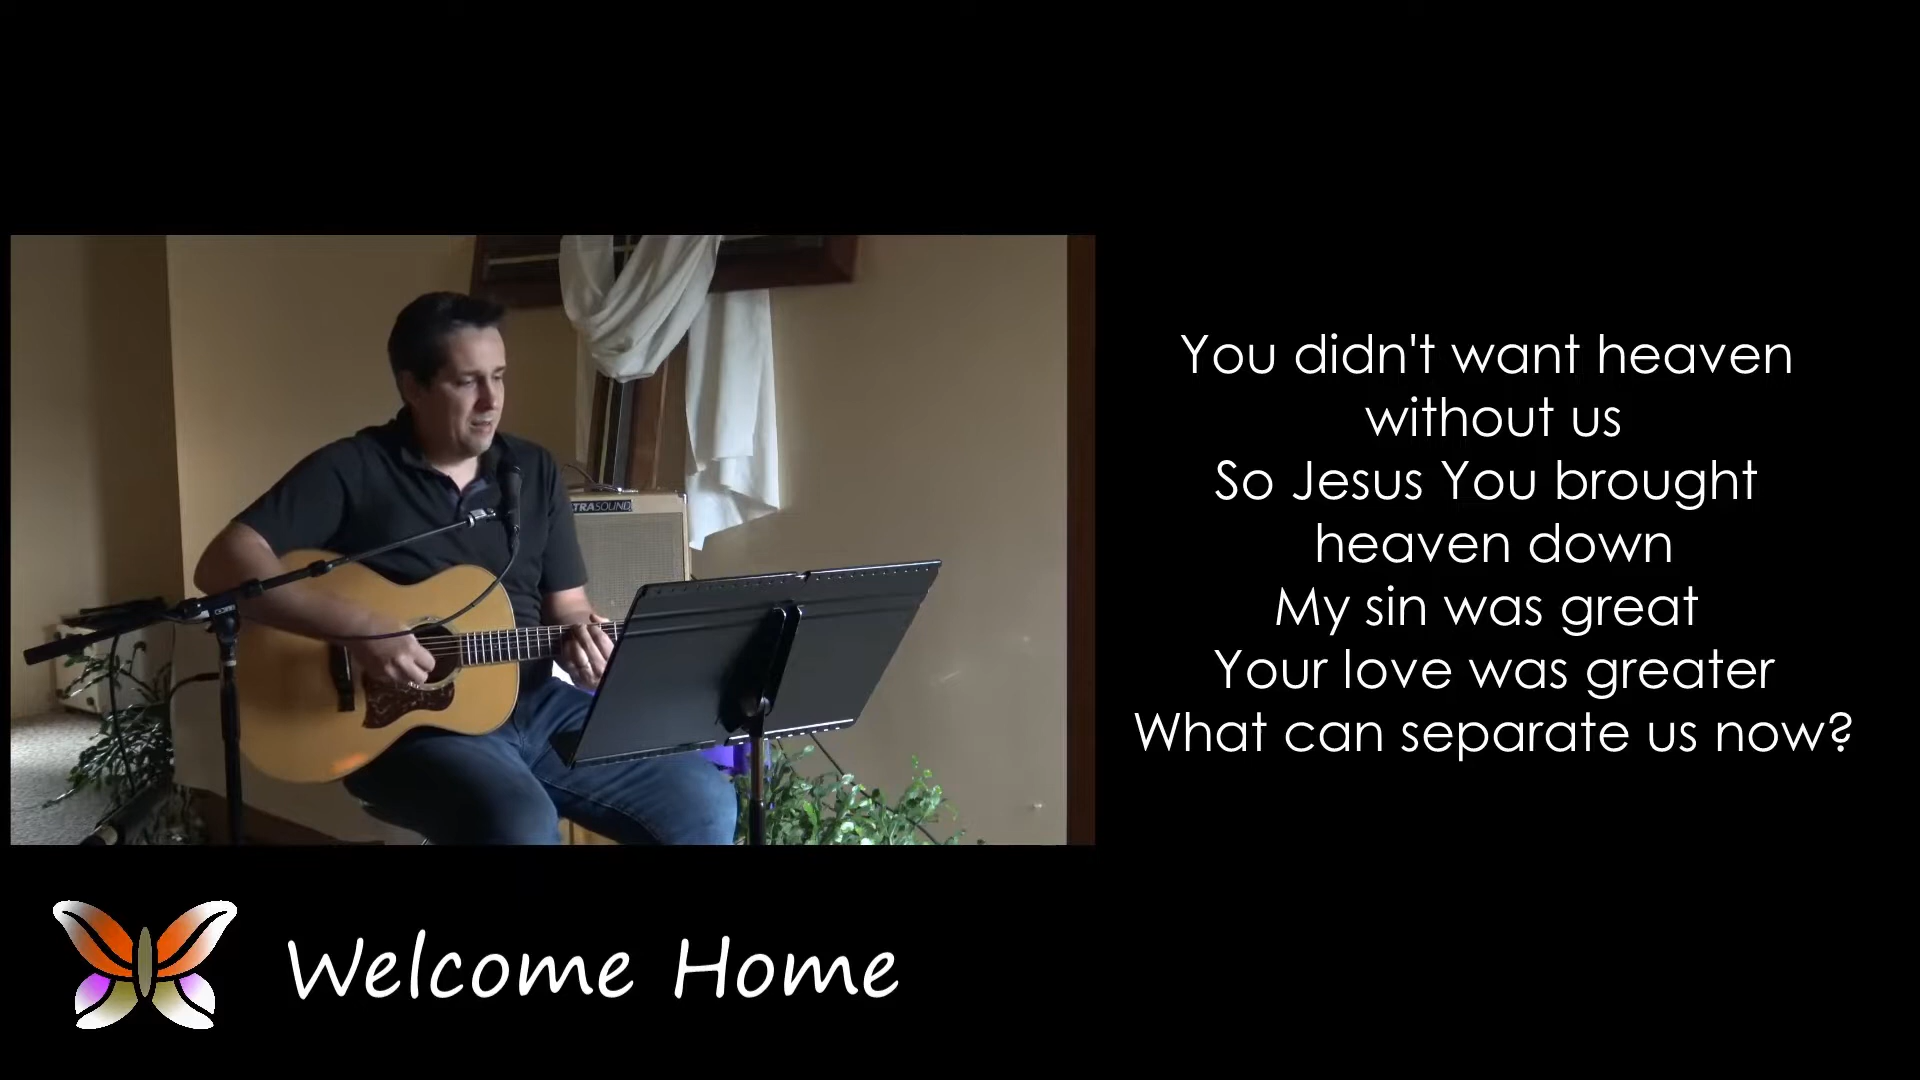 TRASOUND
You didn't want heaven
without us
So Jesus You brought
heaven down
My sin was great
Your love was greater
What can separate us now?
Welcome Home